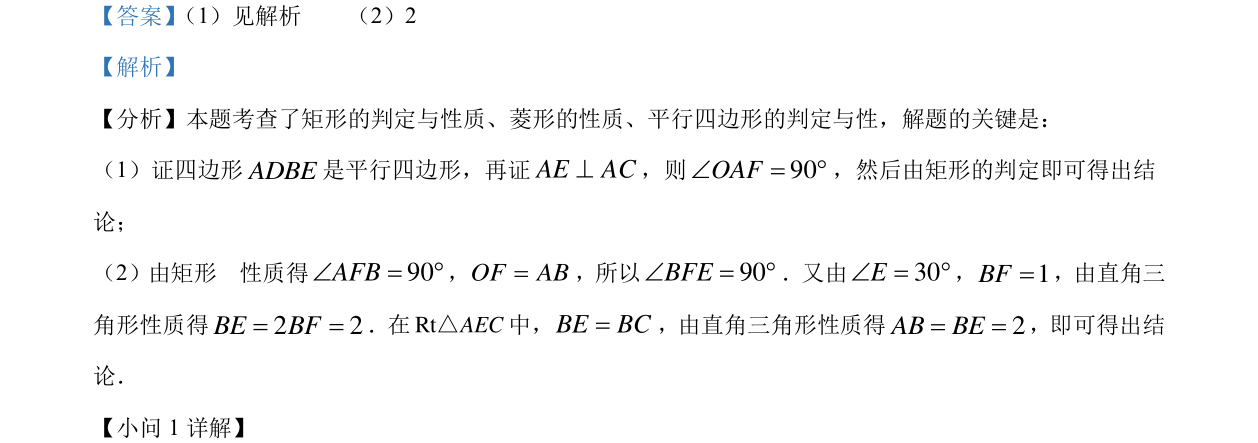 【答案】（1）见解析　　（2）2
【解析】
【分析】本题考查了矩形的判定与性质、菱形的性质、平行四边形的判定与性，解题的关键是：
（1）证四边形 ADBE 是平行四边形，再证 AE ⊥ AC，则∠OAF = 90°，然后由矩形的判定即可得出结
论；
（2）由矩形　性质得∠AFB = 90°，OF = AB，所以∠BFE = 90°．又由∠E = 30°，BF = 1，由直角三
角形性质得 BE = 2BF = 2．在 Rt△AEC 中，BE = BC，由直角三角形性质得 AB = BE = 2，即可得出结
论．
【小问 1 详解】